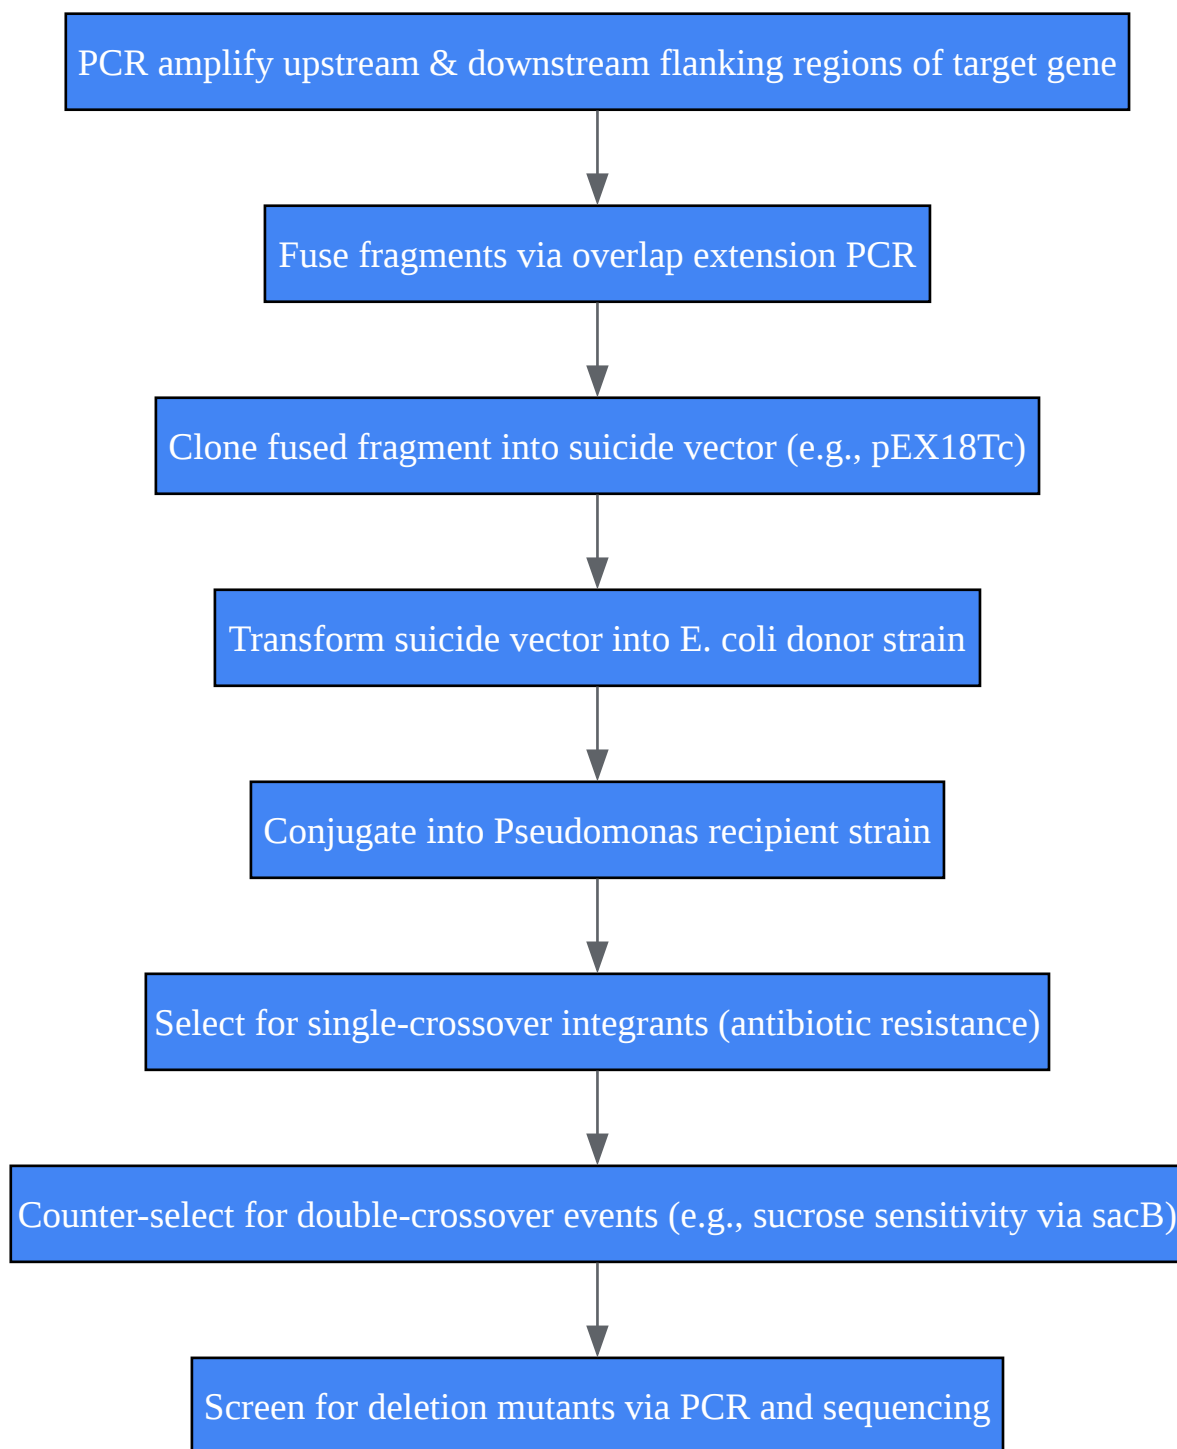 PCR amplify upstream & downstream flanking regions of target gene
Fuse fragments via overlap extension PCR
Clone fused fragment into suicide vector (e.g., pEX18Tc)
Transform suicide vector into E. coli donor strain
Conjugate into Pseudomonas recipient strain
Select for single-crossover integrants (antibiotic resistance)
Counter-select for double-crossover events (e.g., sucrose sensitivity via sacB)
Screen for deletion mutants via PCR and sequencing